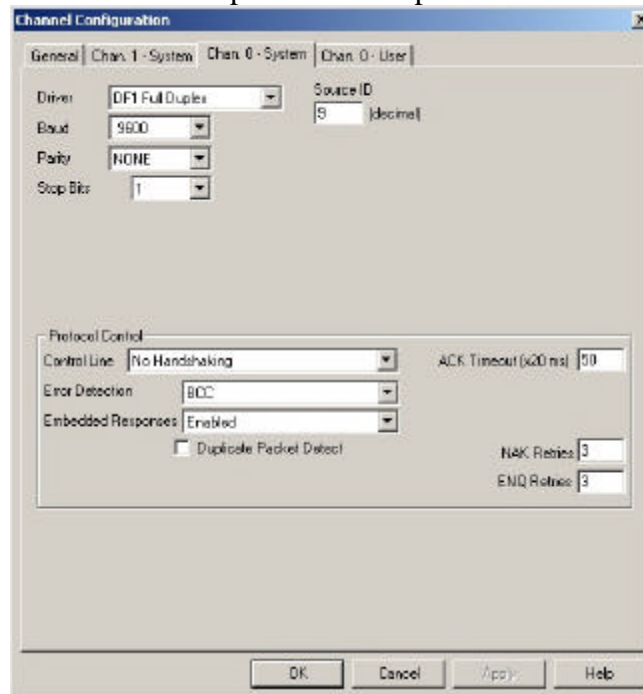 Channel Configuration
General Chan. 1 - System Chan. 0 - System Chan. 0 - User
Driver DF1 Full Duplex
Source ID
9 (decimal)
Baud 9600
Parity NONE
Stop Bits 1
Protocol Control
Control Line No Handshaking
ACK Timeout (x20 ms) 50
Error Detection BCC
Embedded Responses Enabled
Duplicate Packet Detect
NAK Retries 3
ENQ Retries 3
OK Cancel Apply Help